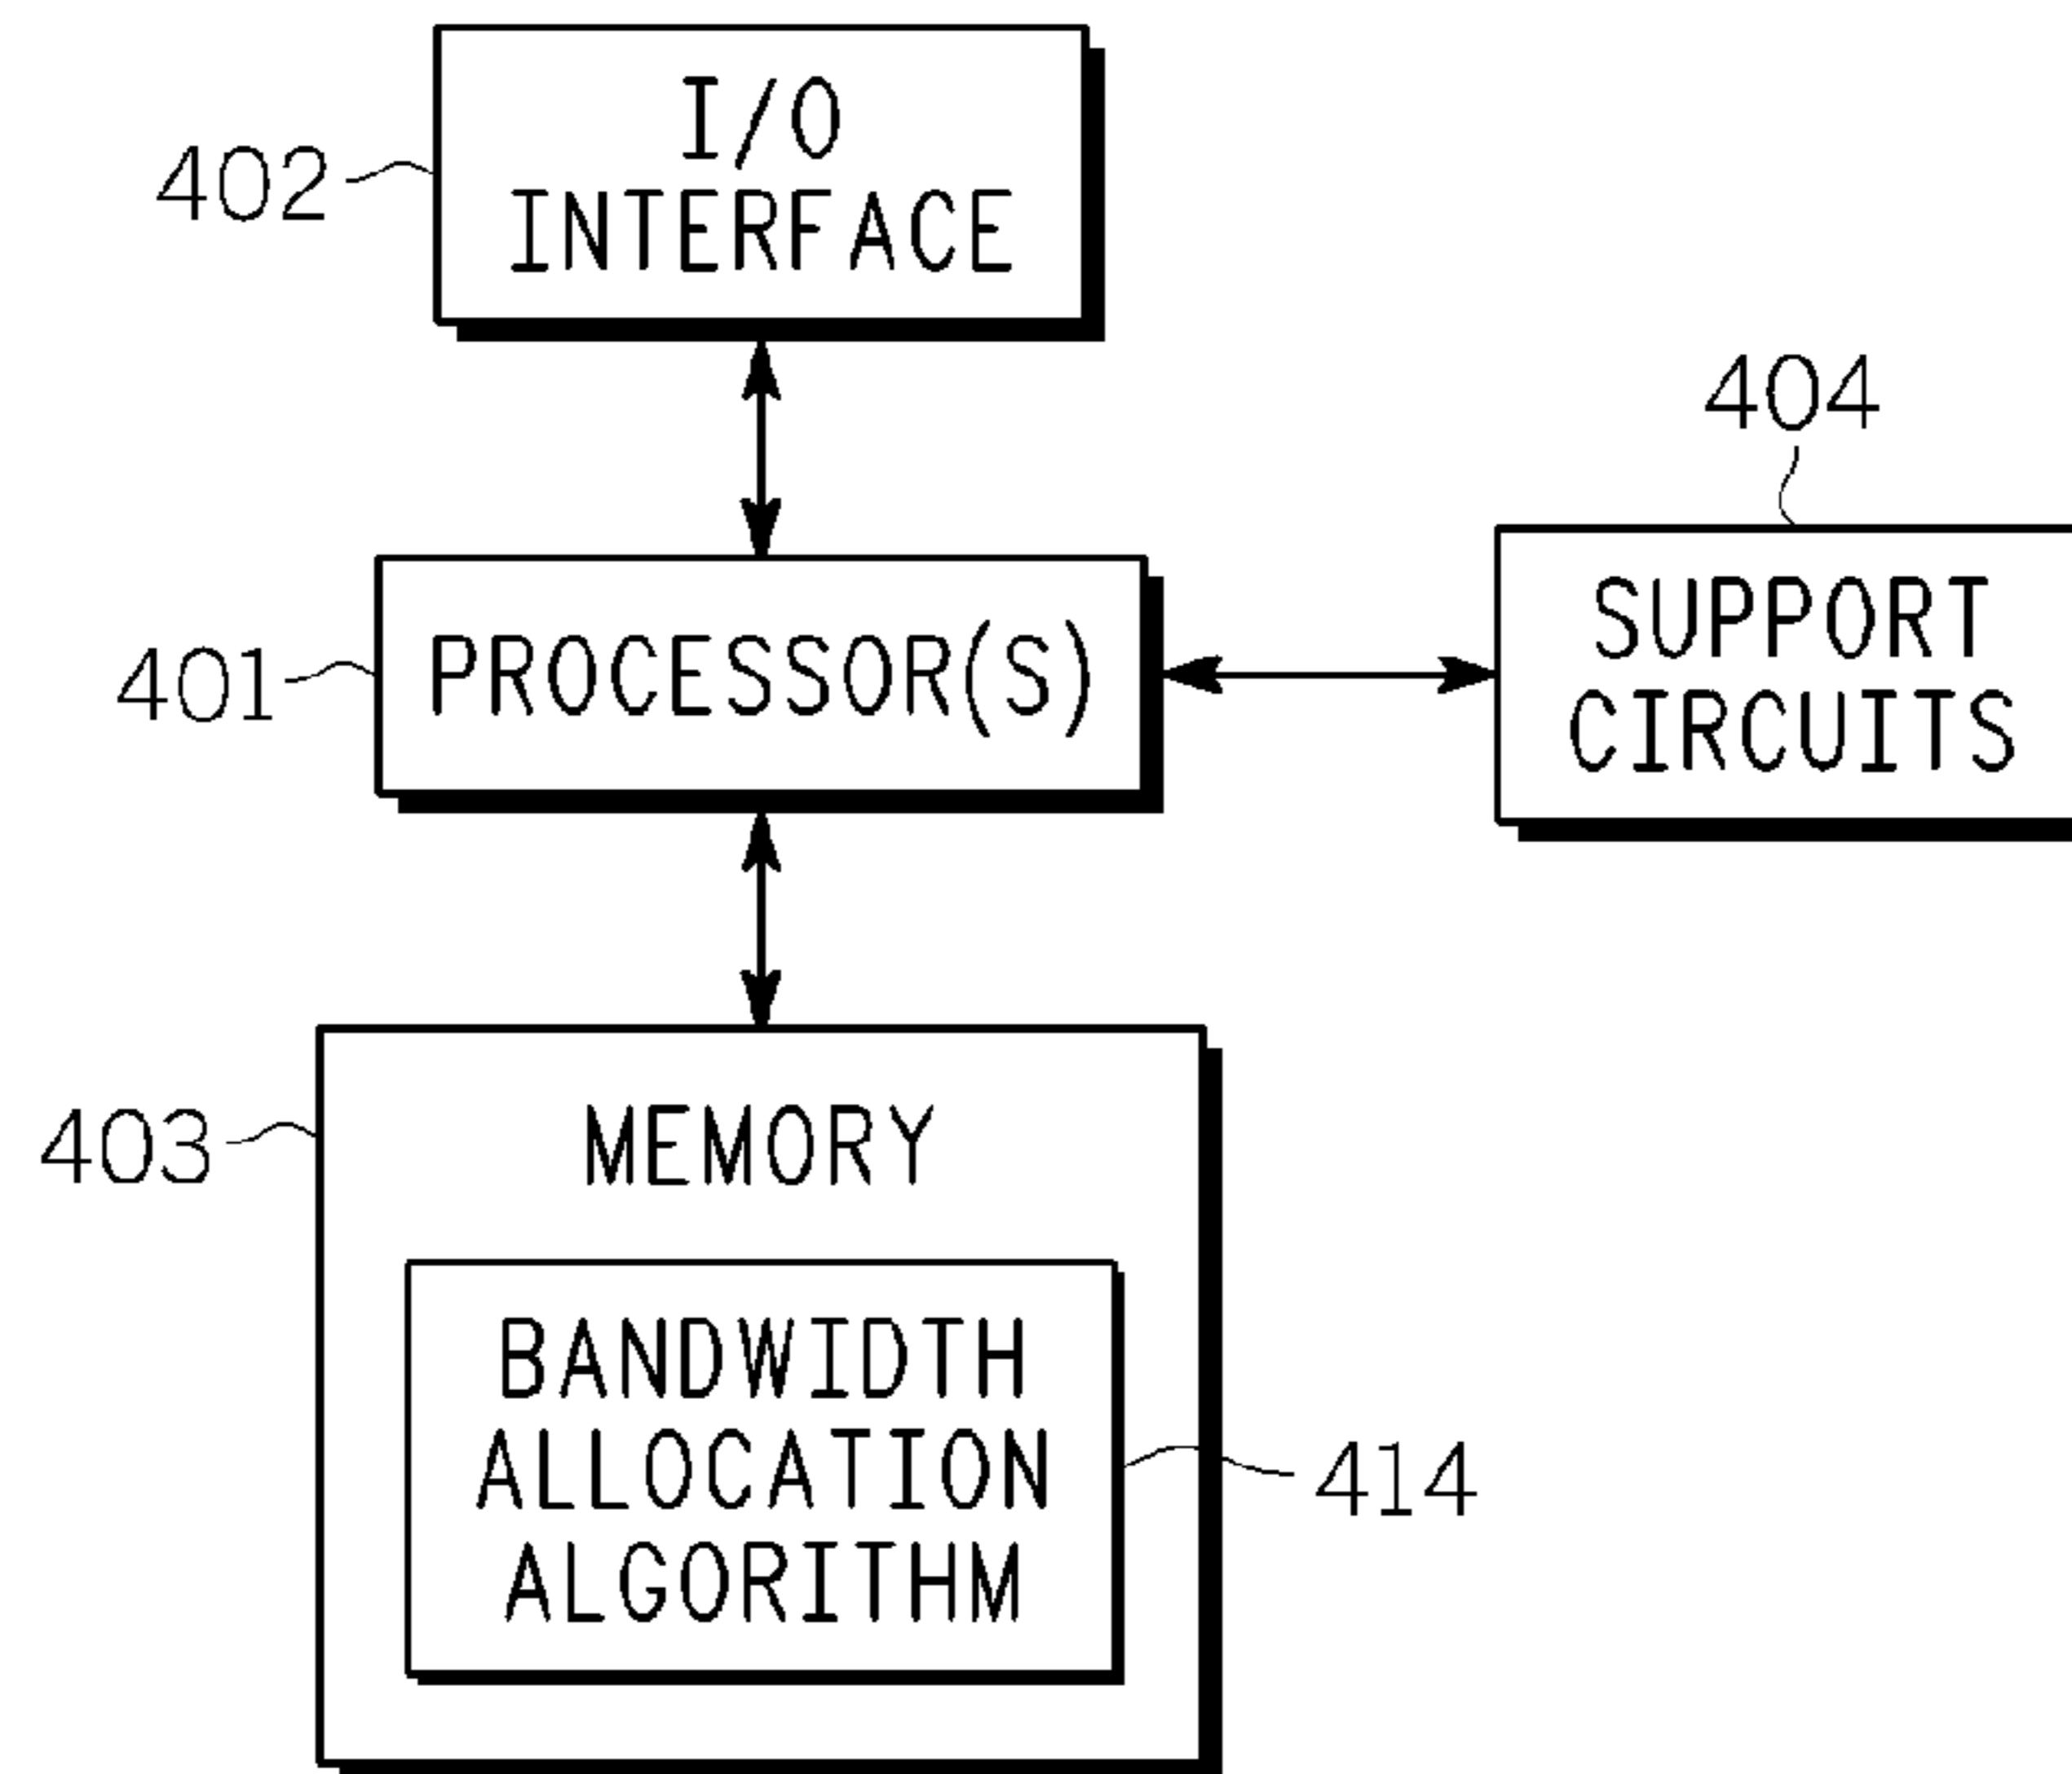 I/O
INTERFACE
402
404
PROCESSOR(S)
401
SUPPORT
CIRCUITS
403
MEMORY
BANDWIDTH
ALLOCATION
ALGORITHM
414